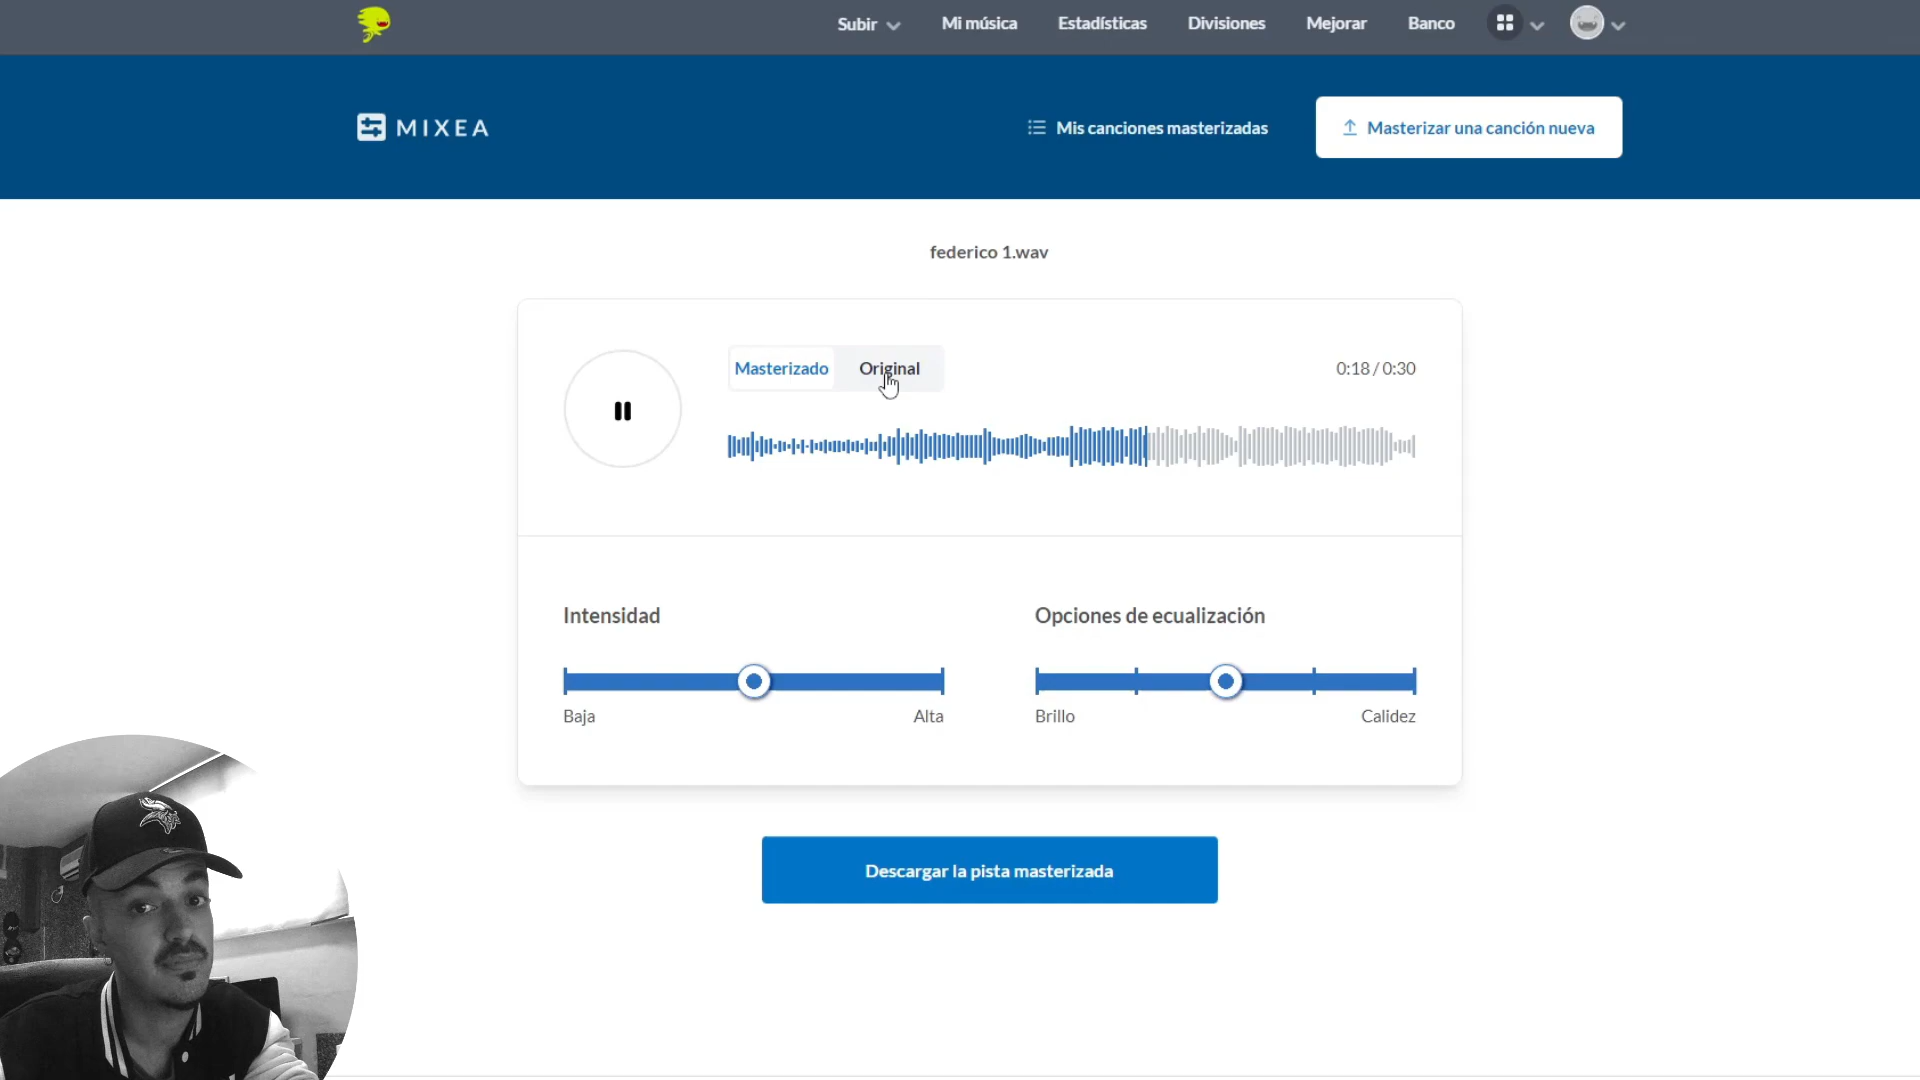 Subir
Mi música
Estadísticas
Divisiones
Mejorar
Banco
MIXEA
Mis canciones masterizadas
Masterizar una canción nueva
federico 1.wav
Masterizado
Original
0:18 / 0:30
Intensidad
Opciones de ecualización
Baja
Alta
Brillo
Calidez
Descargar la pista masterizada